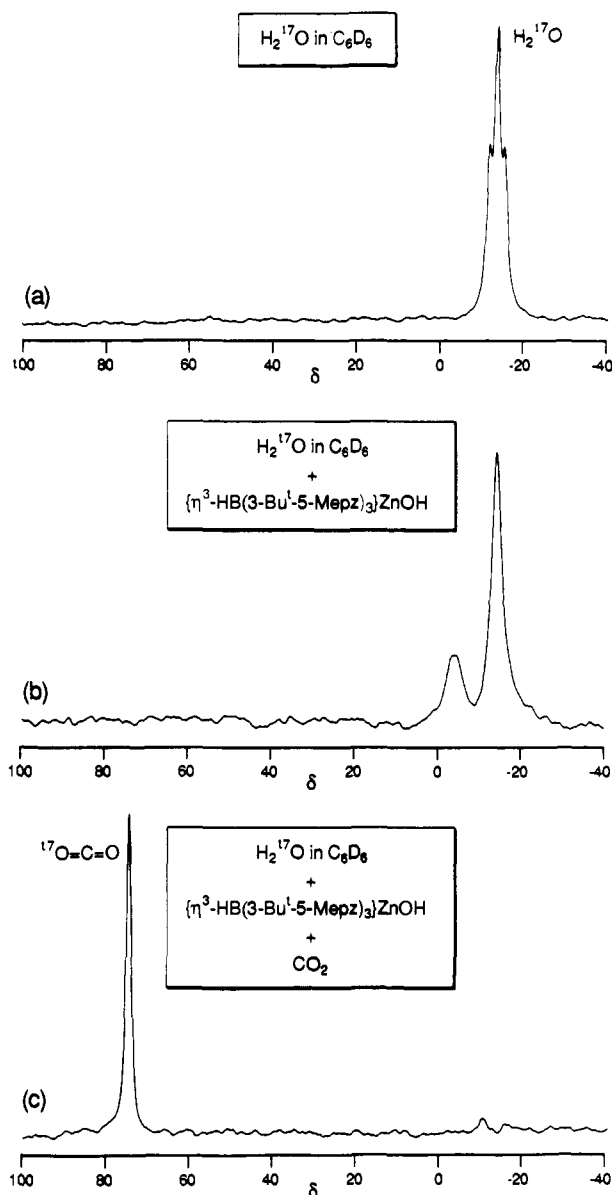 H₂¹⁷O in C₆D₆
H₂¹⁷O
(a)
100 80 60 40 20 0 -20 -40
δ
H₂¹⁷O in C₆D₆
+
{η³-HB(3-Buᵗ-5-Mepz)₃}ZnOH
(b)
100 80 60 40 20 0 -20 -40
δ
¹⁷O=C=O
H₂¹⁷O in C₆D₆
+
{η³-HB(3-Buᵗ-5-Mepz)₃}ZnOH
+
CO₂
(c)
100 80 60 40 20 0 -20 -40
δ